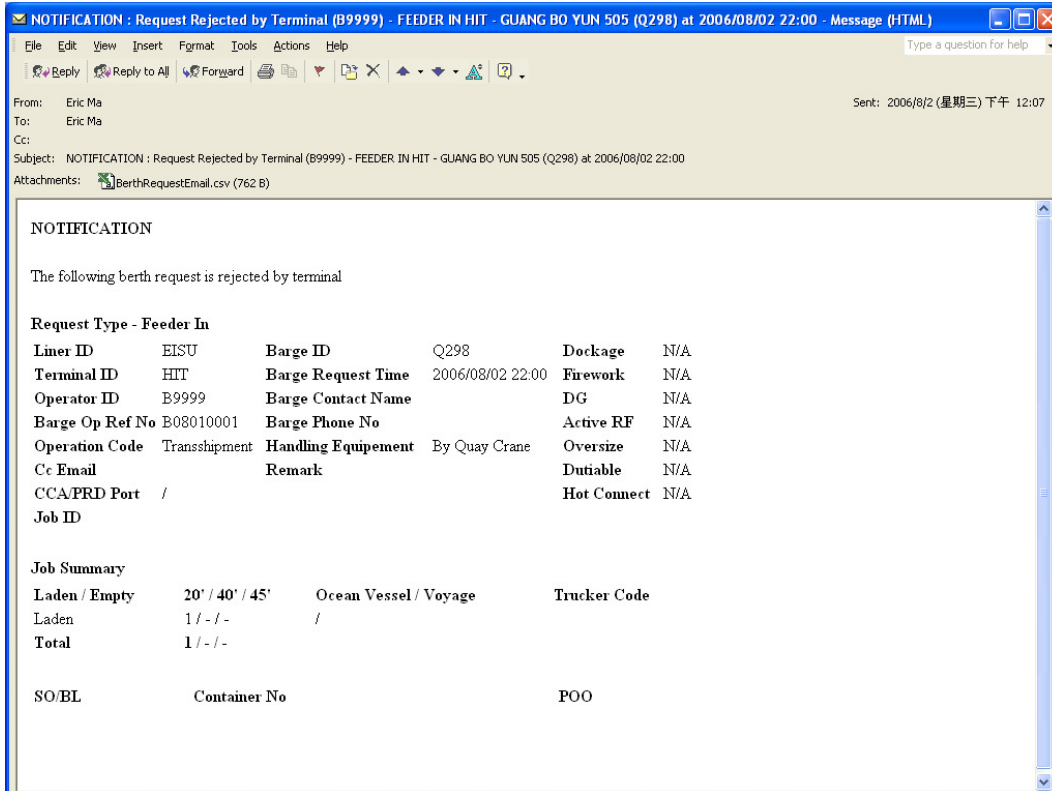 NOTIFICATION : Request Rejected by Terminal (B9999) - FEEDER IN HIT - GUANG BO YUN 505 (Q298) at 2006/08/02 22:00 - Message (HTML)
File Edit View Insert Format Tools Actions Help Type a question for help
Reply Reply to All Forward
From: Eric Ma Sent: 2006/8/2 (星期三) 下午 12:07
To: Eric Ma
Cc:
Subject: NOTIFICATION : Request Rejected by Terminal (B9999) - FEEDER IN HIT - GUANG BO YUN 505 (Q298) at 2006/08/02 22:00
Attachments: BerthRequestEmail.csv (762 B)
NOTIFICATION
The following berth request is rejected by terminal
Request Type - Feeder In
Liner ID EISU Barge ID Q298 Dockage N/A
Terminal ID HIT Barge Request Time 2006/08/02 22:00 Firework N/A
Operator ID B9999 Barge Contact Name DG N/A
Barge Op Ref No B08010001 Barge Phone No Active RF N/A
Operation Code Transshipment Handling Equipement By Quay Crane Oversize N/A
Cc Email Remark Dutiable N/A
CCA/PRD Port / Hot Connect N/A
Job ID
Job Summary
Laden / Empty 20' / 40' / 45' Ocean Vessel / Voyage Trucker Code
Laden 1 / - / - /
Total 1 / - / -
SO/BL Container No POO